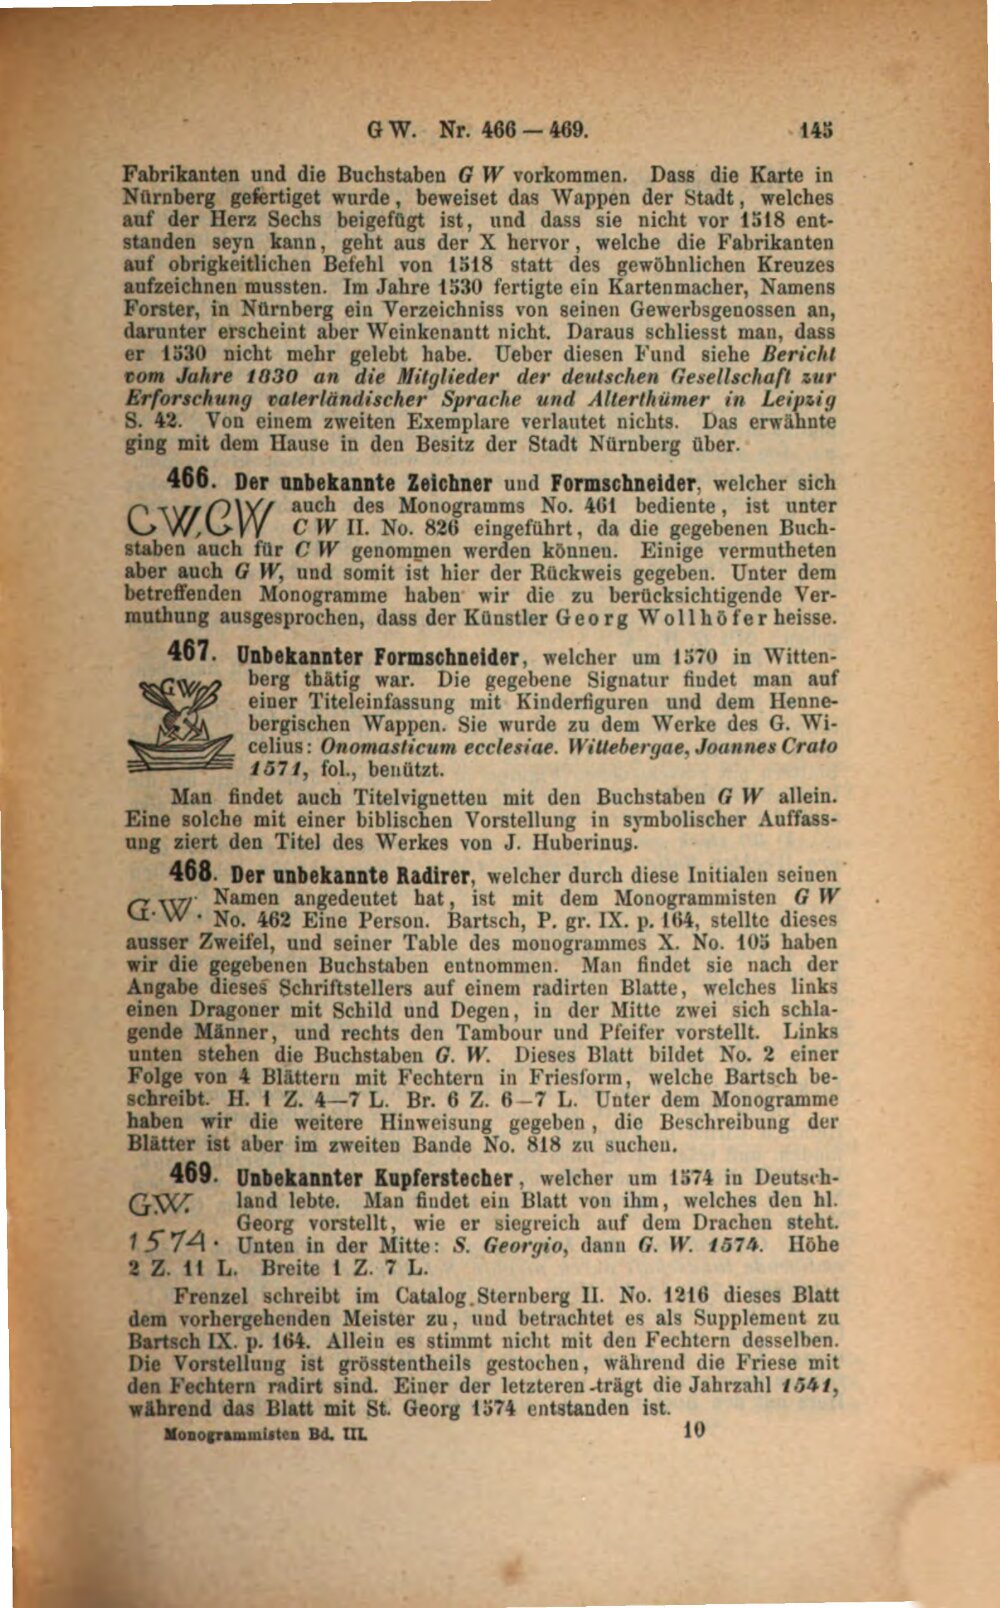 GW. Nr. 466 — 469. 145
Fabrikanten und die Buchstaben G W vorkommen. Dass die Karte in
Nürnberg gefertiget wurde, beweiset das Wappen der Stadt, welches
auf der Herz Sechs beigefügt ist, und dass sie nicht vor 1518 ent-
standen seyn kann, geht aus der X hervor, welche die Fabrikanten
auf obrigkeitlichen Befehl von 1518 statt des gewöhnlichen Kreuzes
aufzeichnen mussten. Im Jahre 1530 fertigte ein Kartenmacher, Namens
Forster, in Nürnberg ein Verzeichniss von seinen Gewerbsgenossen an,
darunter erscheint aber Weinkenantt nicht. Daraus schliesst man, dass
er 1530 nicht mehr gelebt habe. Ueber diesen Fund siehe Bericht
vom Jahre 1830 an die Mitglieder der deutschen Gesellschaft zur
Erforschung vaterländischer Sprache und Alterthümer in Leipzig
S. 42. Von einem zweiten Exemplare verlautet nichts. Das erwähnte
ging mit dem Hause in den Besitz der Stadt Nürnberg über.
466. Der unbekannte Zeichner und Formschneider, welcher sich
GW, GW auch des Monogramms No. 461 bediente, ist unter
C W II. No. 826 eingeführt, da die gegebenen Buch-
staben auch für C W genommen werden können. Einige vermutheten
aber auch G W, und somit ist hier der Rückweis gegeben. Unter dem
betreffenden Monogramme haben wir die zu berücksichtigende Ver-
muthung ausgesprochen, dass der Künstler Georg Wollhöfer heisse.
467. Unbekannter Formschneider, welcher um 1570 in Witten-
GW berg thätig war. Die gegebene Signatur findet man auf
einer Titeleinfassung mit Kinderfiguren und dem Henne-
bergischen Wappen. Sie wurde zu dem Werke des G. Wi-
celius: Onomasticum ecclesiae. Wittebergae, Joannes Crato
1571, fol., benützt.
Man findet auch Titelvignetten mit den Buchstaben G W allein.
Eine solche mit einer biblischen Vorstellung in symbolischer Auffass-
ung ziert den Titel des Werkes von J. Huberinus.
468. Der unbekannte Radirer, welcher durch diese Initialen seinen
G. W. Namen angedeutet hat, ist mit dem Monogrammisten G W
No. 462 Eine Person. Bartsch, P. gr. IX. p. 164, stellte dieses
ausser Zweifel, und seiner Table des monogrammes X. No. 105 haben
wir die gegebenen Buchstaben entnommen. Man findet sie nach der
Angabe dieses Schriftstellers auf einem radirten Blatte, welches links
einen Dragoner mit Schild und Degen, in der Mitte zwei sich schla-
gende Männer, und rechts den Tambour und Pfeifer vorstellt. Links
unten stehen die Buchstaben G. W. Dieses Blatt bildet No. 2 einer
Folge von 4 Blättern mit Fechtern in Friesform, welche Bartsch be-
schreibt. H. 1 Z. 4—7 L. Br. 6 Z. 6—7 L. Unter dem Monogramme
haben wir die weitere Hinweisung gegeben, die Beschreibung der
Blätter ist aber im zweiten Bande No. 818 zu suchen.
469. Unbekannter Kupferstecher, welcher um 1574 in Deutsch-
G.W. land lebte. Man findet ein Blatt von ihm, welches den hl.
Georg vorstellt, wie er siegreich auf dem Drachen steht.
1574. Unten in der Mitte: S. Georgio, dann G. W. 1574. Höhe
2 Z. 11 L. Breite 1 Z. 7 L.
Frenzel schreibt im Catalog Sternberg II. No. 1216 dieses Blatt
dem vorhergehenden Meister zu, und betrachtet es als Supplement zu
Bartsch IX. p. 164. Allein es stimmt nicht mit den Fechtern desselben.
Die Vorstellung ist grösstentheils gestochen, während die Friese mit
den Fechtern radirt sind. Einer der letzteren trägt die Jahrzahl 1541,
während das Blatt mit St. Georg 1574 entstanden ist.
Monogrammisten Bd. III. 10